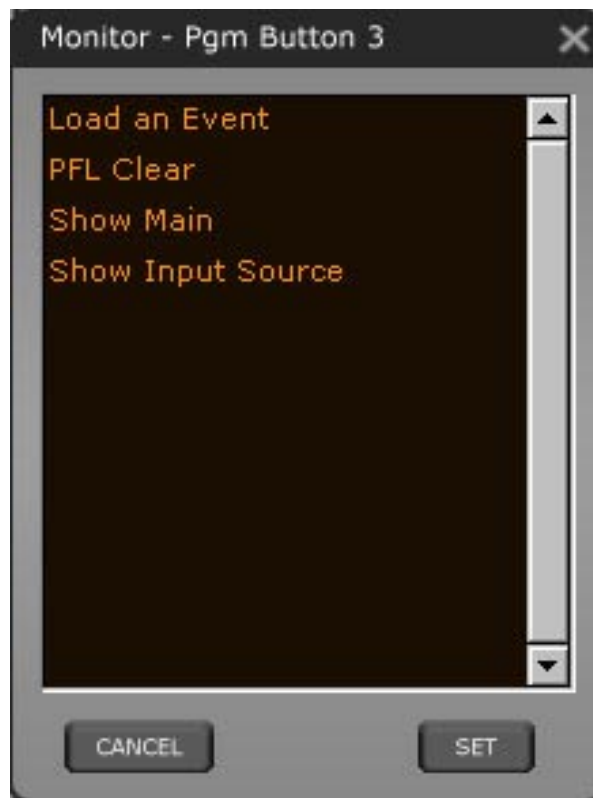 Monitor - Pgm Button 3
Load an Event
PFL Clear
Show Main
Show Input Source
CANCEL
SET